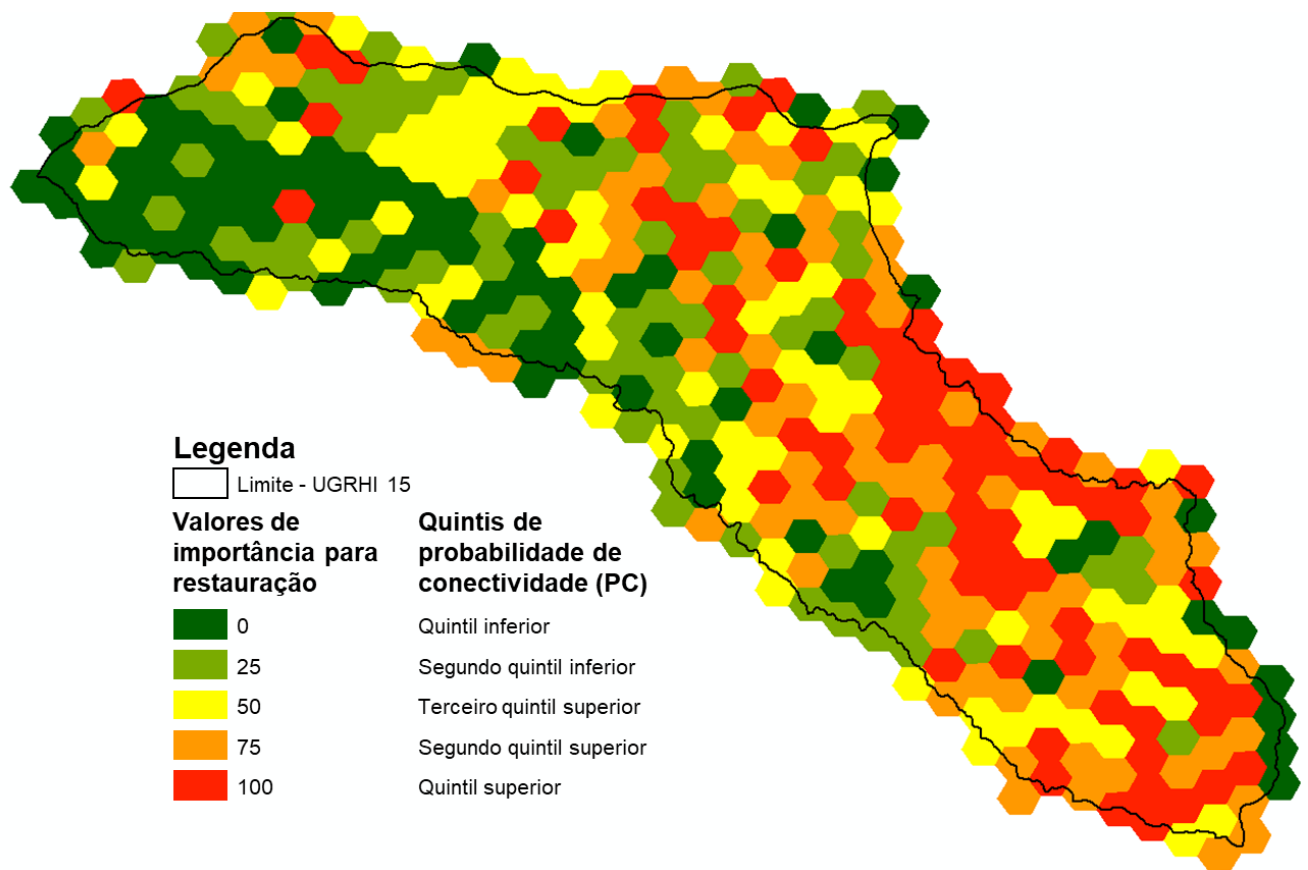 Legenda
Limite - UGRHI 15
Valores de importância para restauração
Quintis de probabilidade de conectividade (PC)
0 Quintil inferior
25 Segundo quintil inferior
50 Terceiro quintil superior
75 Segundo quintil superior
100 Quintil superior